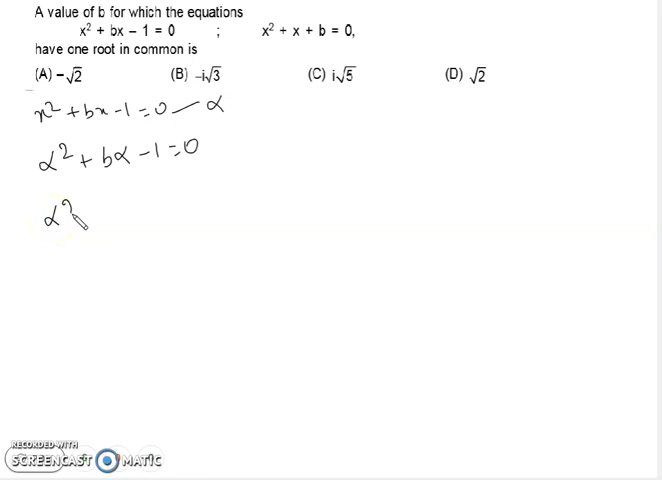 A value of b for which the equations
x² + bx – 1 = 0 ; x² + x + b = 0,
have one root in common is
(A) –√2 (B) –i√3 (C) i√5 (D) √2
x² + bx – 1 = 0 — α
α² + bα – 1 = 0
α²
RECORDED WITH
SCREENCAST MATIC